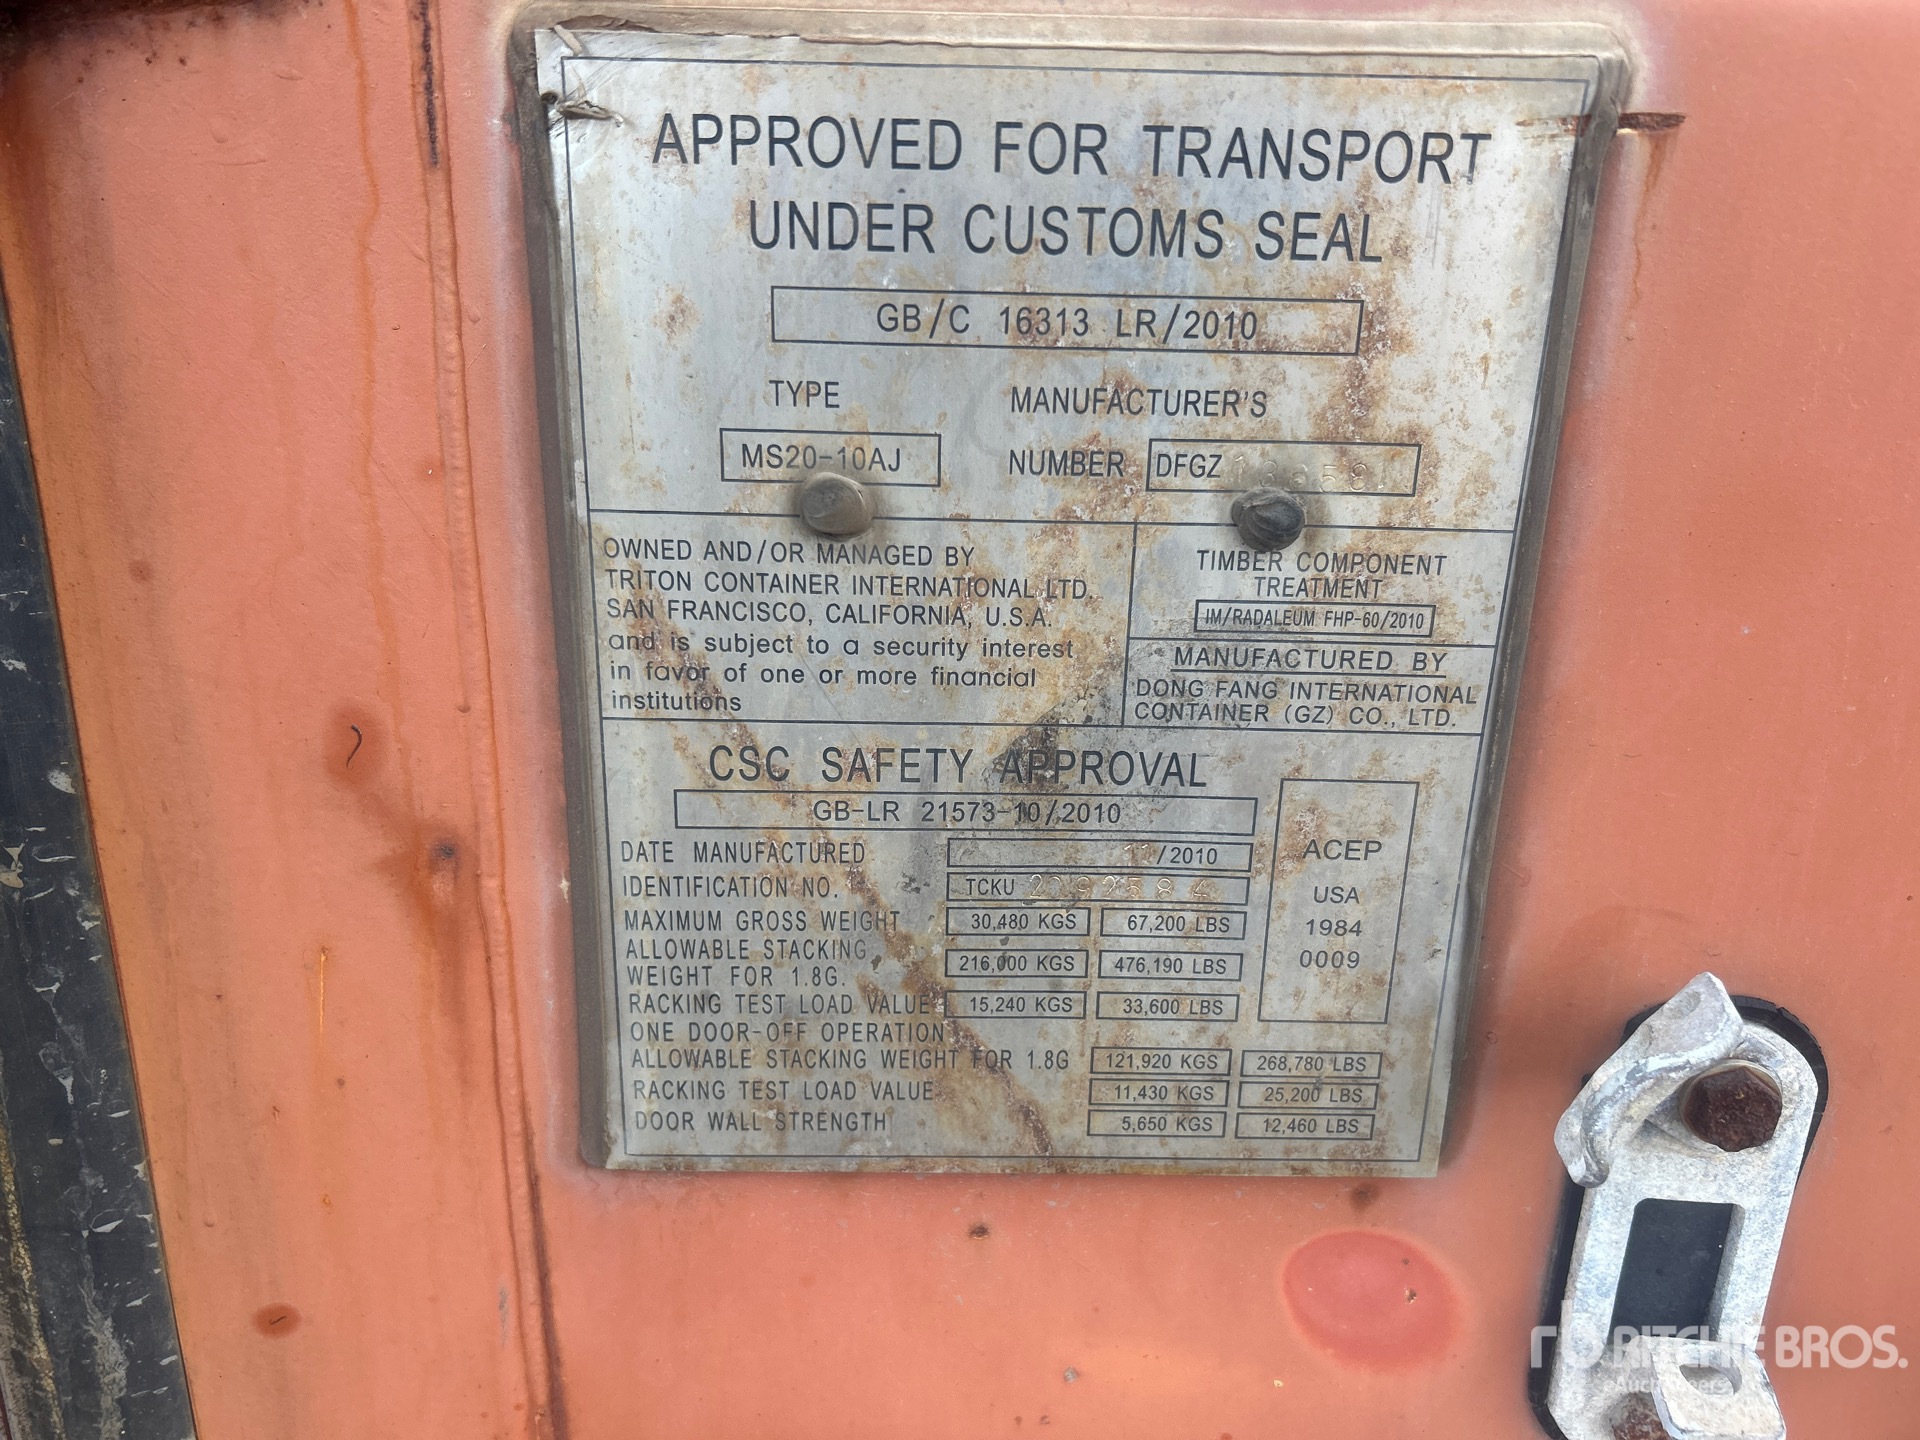 APPROVED FOR TRANSPORT
UNDER CUSTOMS SEAL
GB/C 16313 LR/2010
TYPE
MS20-10AJ
MANUFACTURER'S
NUMBER DFGZ
OWNED AND/OR MANAGED BY
TRITON CONTAINER INTERNATIONAL LTD.
SAN FRANCISCO, CALIFORNIA, U.S.A.
and is subject to a security interest
in favor of one or more financial
institutions
TIMBER COMPONENT
TREATMENT
IM/RADALEUM FHP-60/2010
MANUFACTURED BY
DONG FANG INTERNATIONAL
CONTAINER (GZ) CO., LTD.
CSC SAFETY APPROVAL
GB-LR 21573-10/2010
DATE MANUFACTURED 11/2010
IDENTIFICATION NO. TCKU
MAXIMUM GROSS WEIGHT 30,480 KGS 67,200 LBS
ALLOWABLE STACKING
WEIGHT FOR 1.8G. 216,000 KGS 476,190 LBS
RACKING TEST LOAD VALUE 15,240 KGS 33,600 LBS
ONE DOOR-OFF OPERATION
ALLOWABLE STACKING WEIGHT FOR 1.8G 121,920 KGS 268,780 LBS
RACKING TEST LOAD VALUE 11,430 KGS 25,200 LBS
DOOR WALL STRENGTH 5,650 KGS 12,460 LBS
ACEP
USA
1984
0009
RITCHIE BROS.
Auctioneers